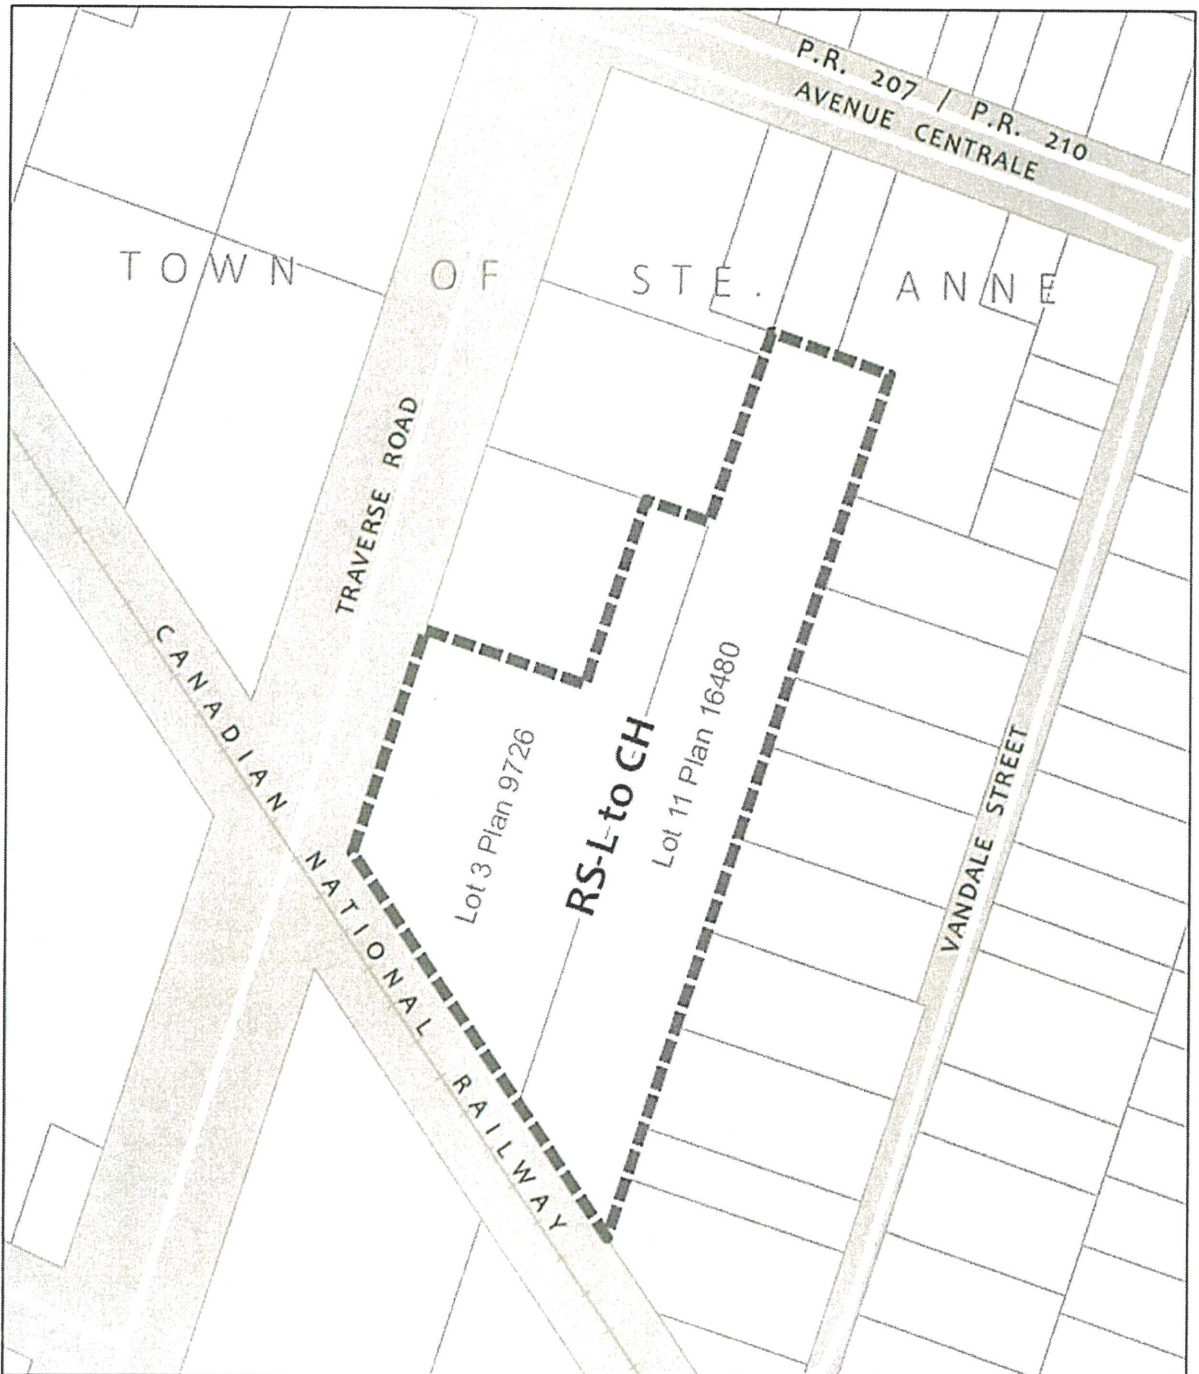 P.R. 207 / P.R. 210
AVENUE CENTRALE
TOWN OF STE. ANNE
TRAVERSE ROAD
CANADIAN NATIONAL RAILWAY
Lot 3 Plan 9726
RS-L to CH
Lot 11 Plan 16480
VANDALE STREET